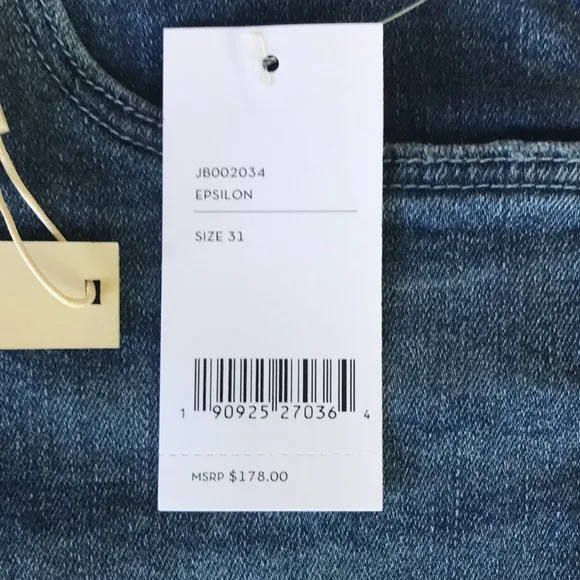 JB002034
EPSILON
SIZE 31
1 90925 27036 4
MSRP $178.00